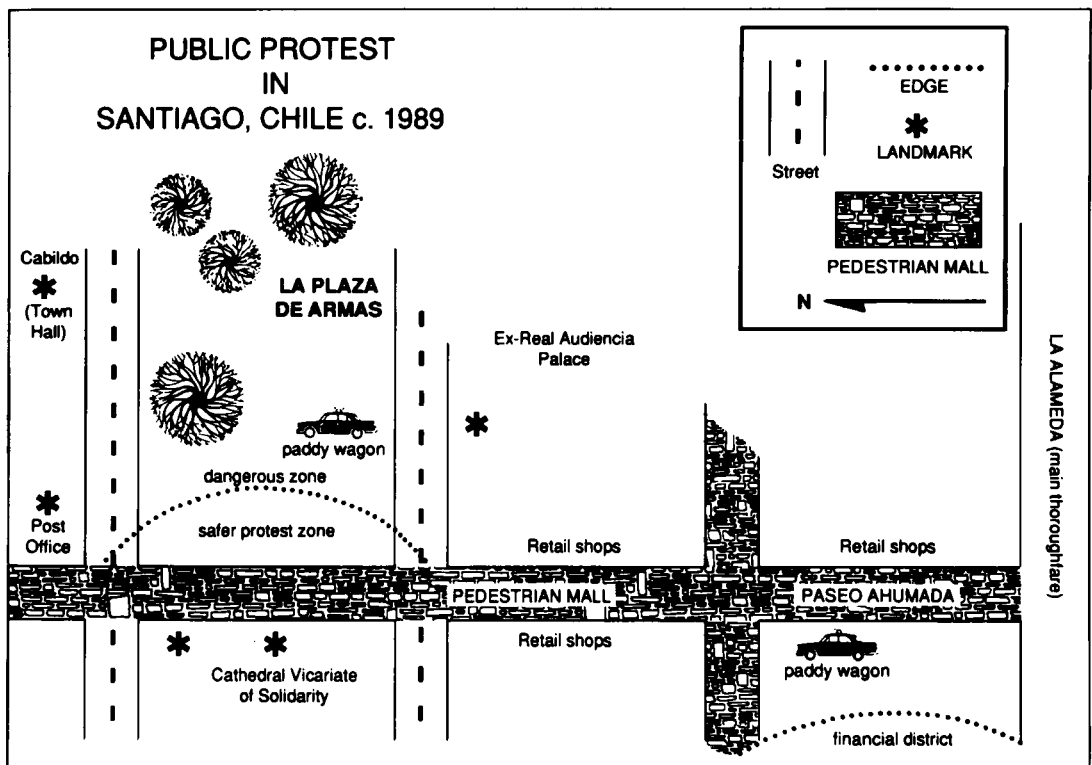 PUBLIC PROTEST
IN
SANTIAGO, CHILE c. 1989
EDGE
LANDMARK
Street
PEDESTRIAN MALL
N
Cabildo
(Town
Hall)
LA PLAZA
DE ARMAS
Ex-Real Audiencia
Palace
LA ALAMEDA (main thoroughfare)
paddy wagon
dangerous zone
Post
Office
safer protest zone
Retail shops
Retail shops
PEDESTRIAN MALL
PASEO AHUMADA
Retail shops
Cathedral Vicariate
of Solidarity
paddy wagon
financial district